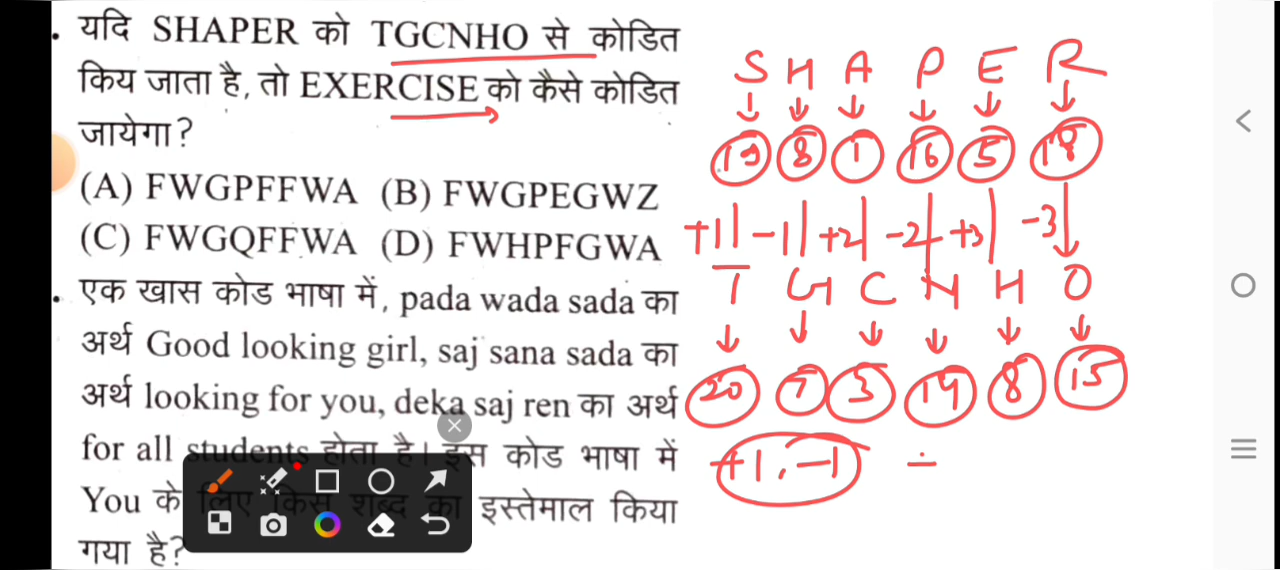 . यदि SHAPER को TGCNHO से कोडित
किय जाता है, तो EXERCISE को कैसे कोडित
जायेगा?
(A) FWGPFFWA (B) FWGPEGWZ
(C) FWGQFFWA (D) FWHPFGWA
. एक खास कोड भाषा में, pada wada sada का
अर्थ Good looking girl, saj sana sada का
अर्थ looking for you, deka saj ren का अर्थ
for all students होता है। इस कोड भाषा में
You के लिए किस शब्द का इस्तेमाल किया
गया है?
S H A P E R
19 8 1 16 5 18
+1 -1 +2 -2 +3 -3
T G C N H O
20 7 3 14 8 15
+1, -1